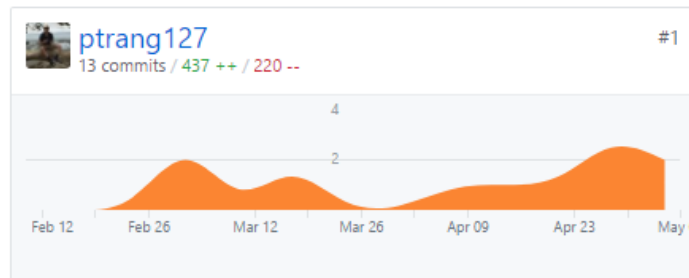 ptrang127
#1
13 commits / 437 ++ / 220 --
4
2
Feb 12 Feb 26 Mar 12 Mar 26 Apr 09 Apr 23 May